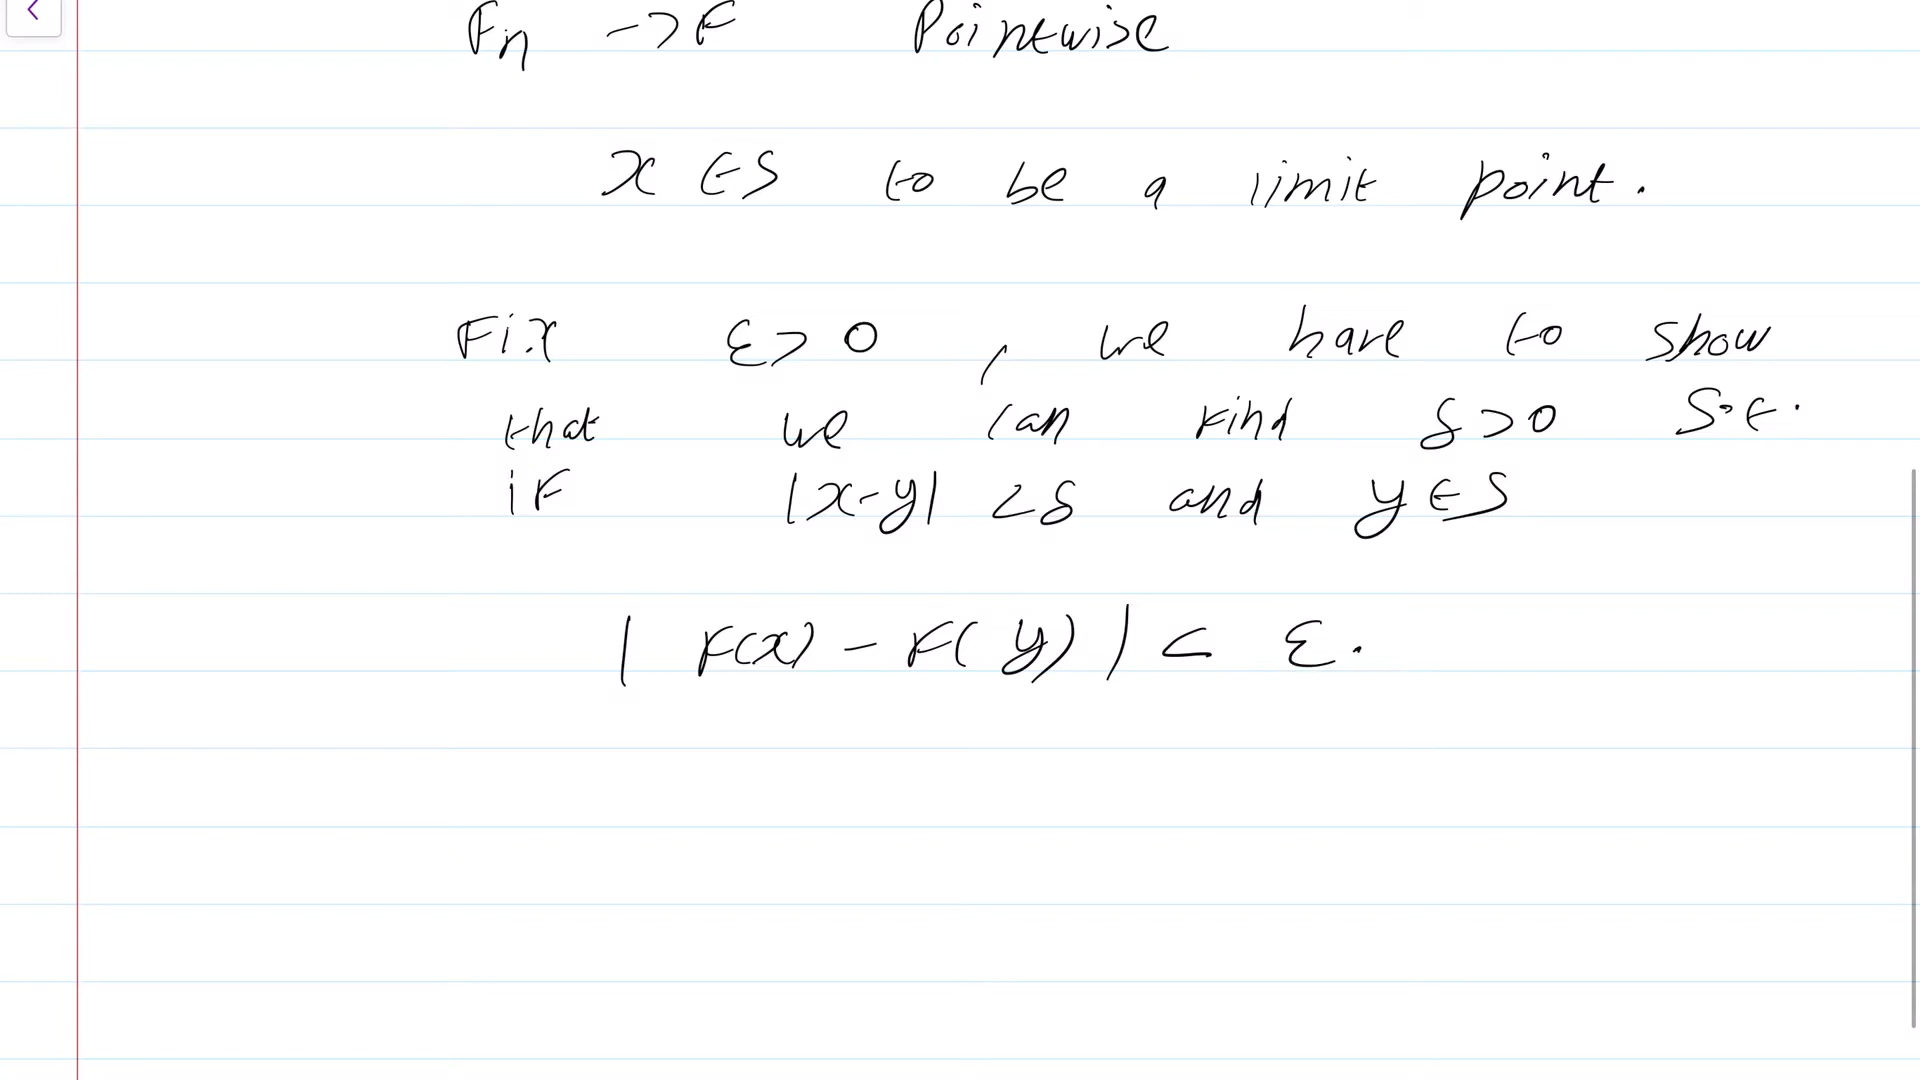 Fn -> F Pointwise
x ∈ S to be a limit point.
Fix ε > 0 , we have to show
that we can find δ > 0 S.t.
if |x-y| < δ and y ∈ S
| F(x) - F(y) | < ε.